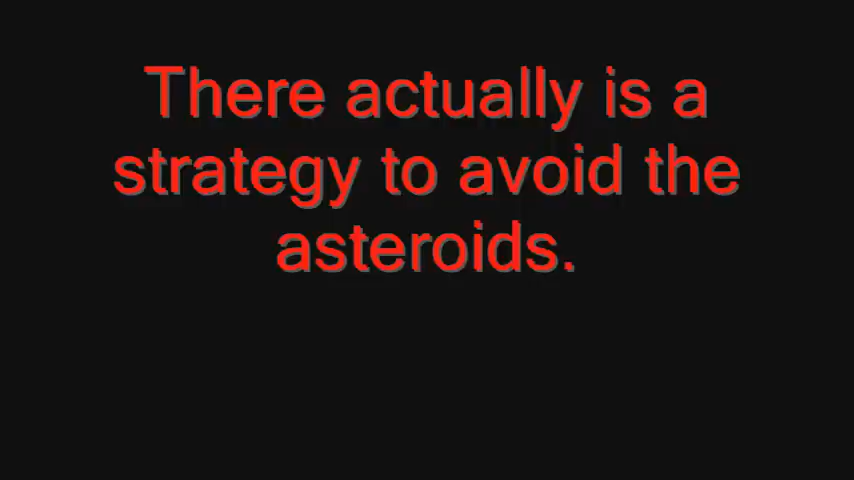 There actually is a
strategy to avoid the
asteroids.